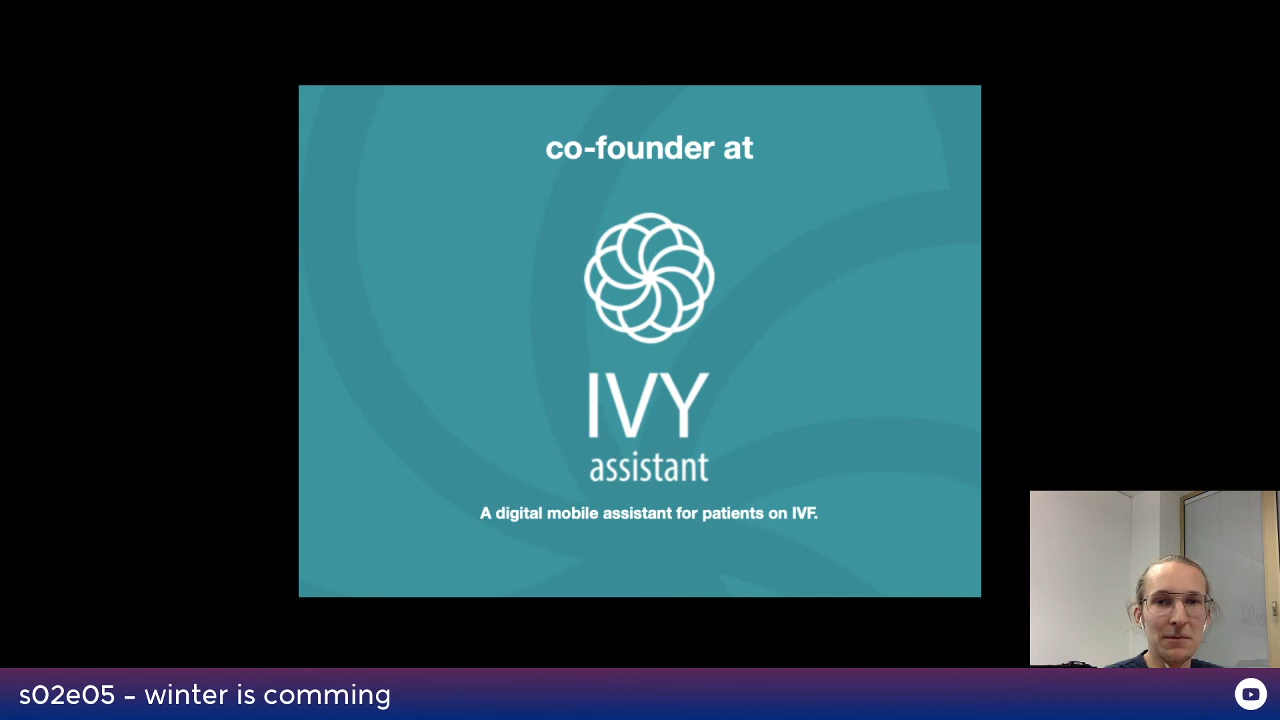 co-founder at
IVY
assistant
A digital mobile assistant for patients on IVF.
s02e05 - winter is comming